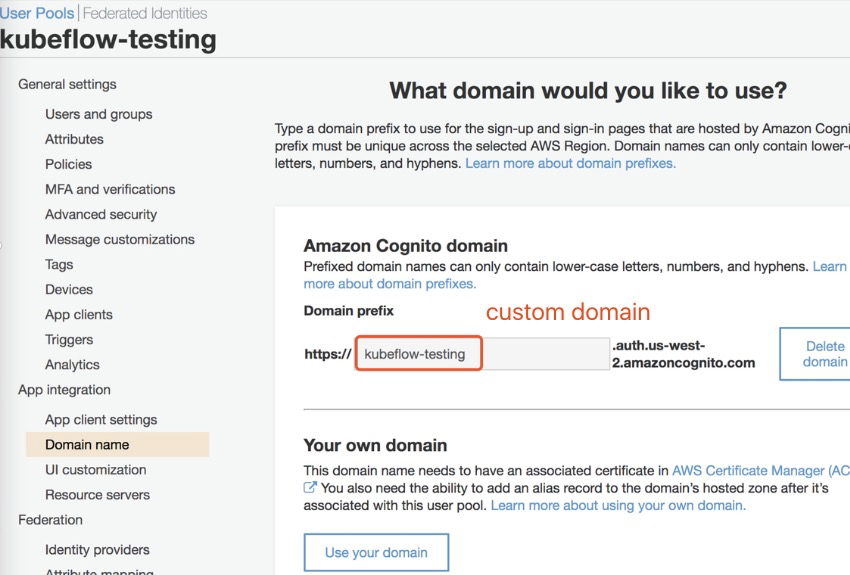 User Pools | Federated Identities
kubeflow-testing
General settings
Users and groups
Attributes
Policies
MFA and verifications
Advanced security
Message customizations
Tags
Devices
App clients
Triggers
Analytics
App integration
App client settings
Domain name
UI customization
Resource servers
Federation
Identity providers
Attribute mapping
What domain would you like to use?
Type a domain prefix to use for the sign-up and sign-in pages that are hosted by Amazon Cogni
prefix must be unique across the selected AWS Region. Domain names can only contain lower-
letters, numbers, and hyphens. Learn more about domain prefixes.
Amazon Cognito domain
Prefixed domain names can only contain lower-case letters, numbers, and hyphens. Learn
more about domain prefixes.
Domain prefix
custom domain
https:// kubeflow-testing .auth.us-west-
2.amazoncognito.com
Delete
domain
Your own domain
This domain name needs to have an associated certificate in AWS Certificate Manager (AC
You also need the ability to add an alias record to the domain's hosted zone after it's
associated with this user pool. Learn more about using your own domain.
Use your domain